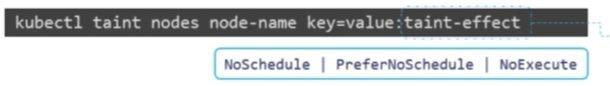 kubectl taint nodes node-name key=value:taint-effect
NoSchedule | PreferNoSchedule | NoExecute